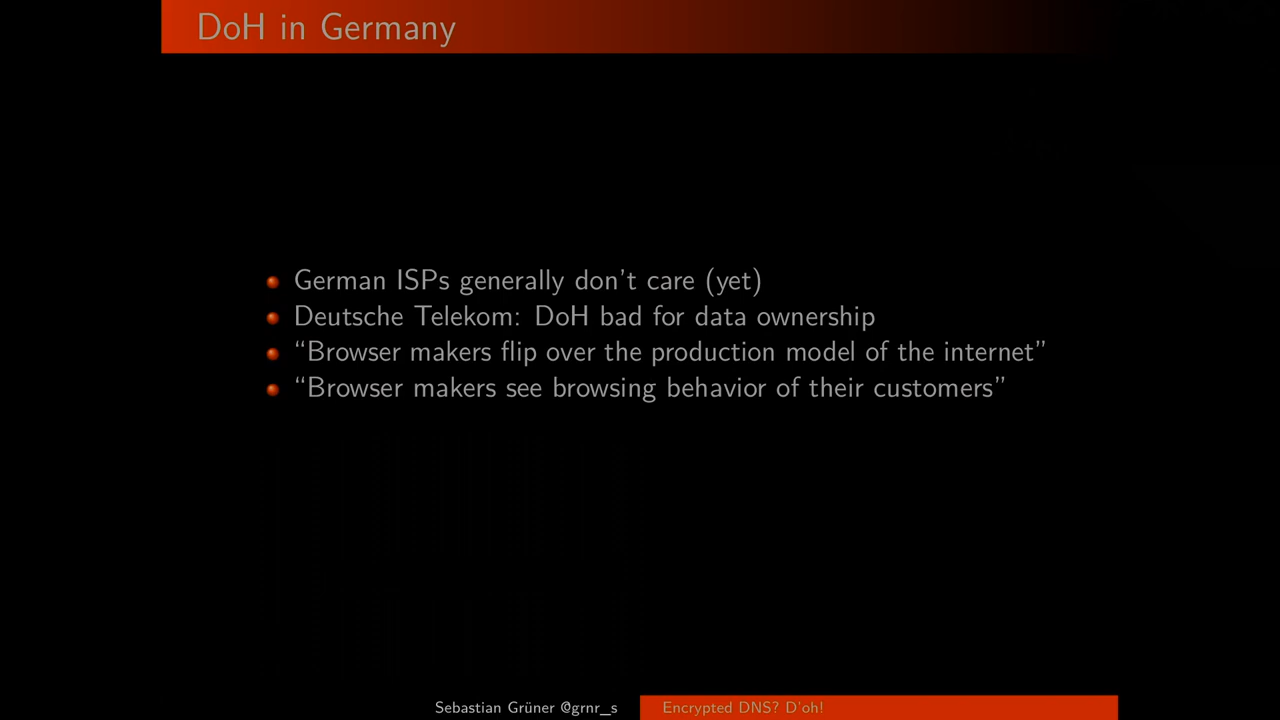 DoH in Germany
German ISPs generally don't care (yet)
Deutsche Telekom: DoH bad for data ownership
“Browser makers flip over the production model of the internet”
“Browser makers see browsing behavior of their customers”
Sebastian Grüner @grnr_s
Encrypted DNS? D'oh!